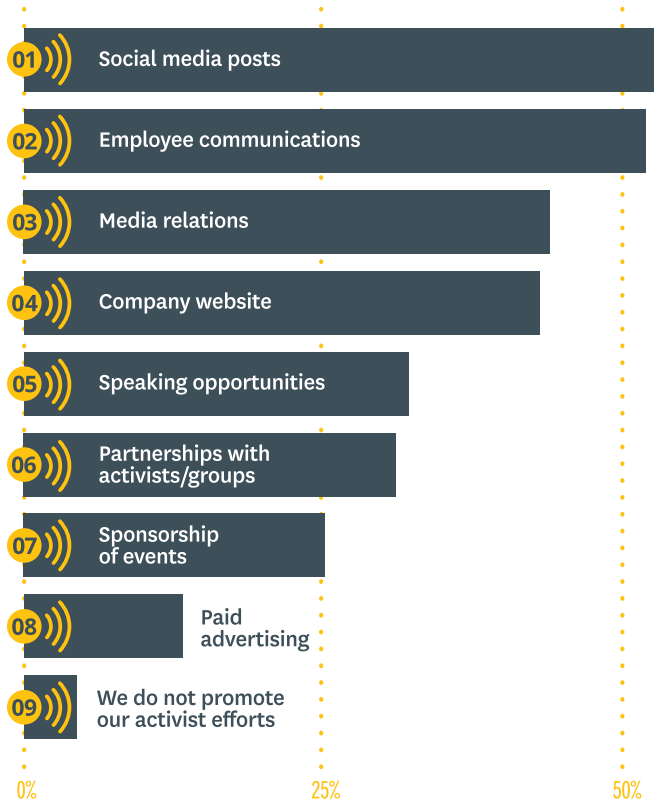 01 Social media posts
02 Employee communications
03 Media relations
04 Company website
05 Speaking opportunities
06 Partnerships with
activists/groups
07 Sponsorship
of events
08 Paid
advertising
09 We do not promote
our activist efforts
0% 25% 50%